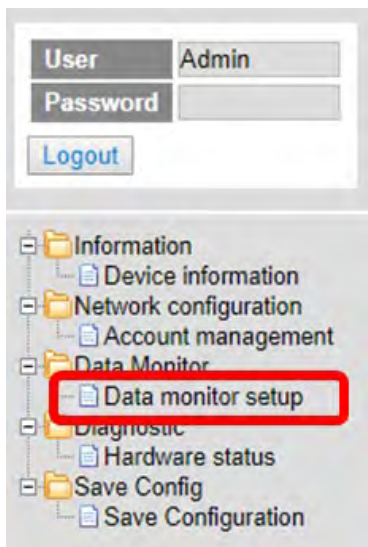 User Admin
Password
Logout
Information
Device information
Network configuration
Account management
Data Monitor
Data monitor setup
Diagnostic
Hardware status
Save Config
Save Configuration